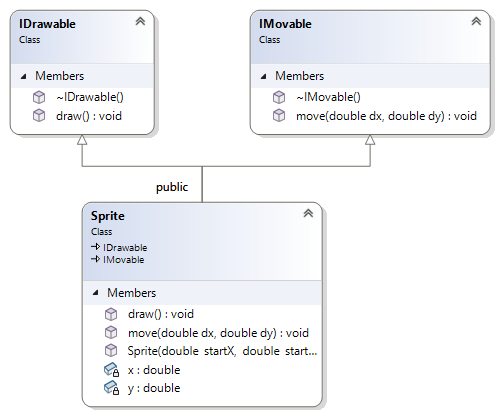 IDrawable
Class
Members
~IDrawable()
draw() : void
IMovable
Class
Members
~IMovable()
move(double dx, double dy) : void
public
Sprite
Class
IDrawable
IMovable
Members
draw() : void
move(double dx, double dy) : void
Sprite(double startX, double start...
x : double
y : double